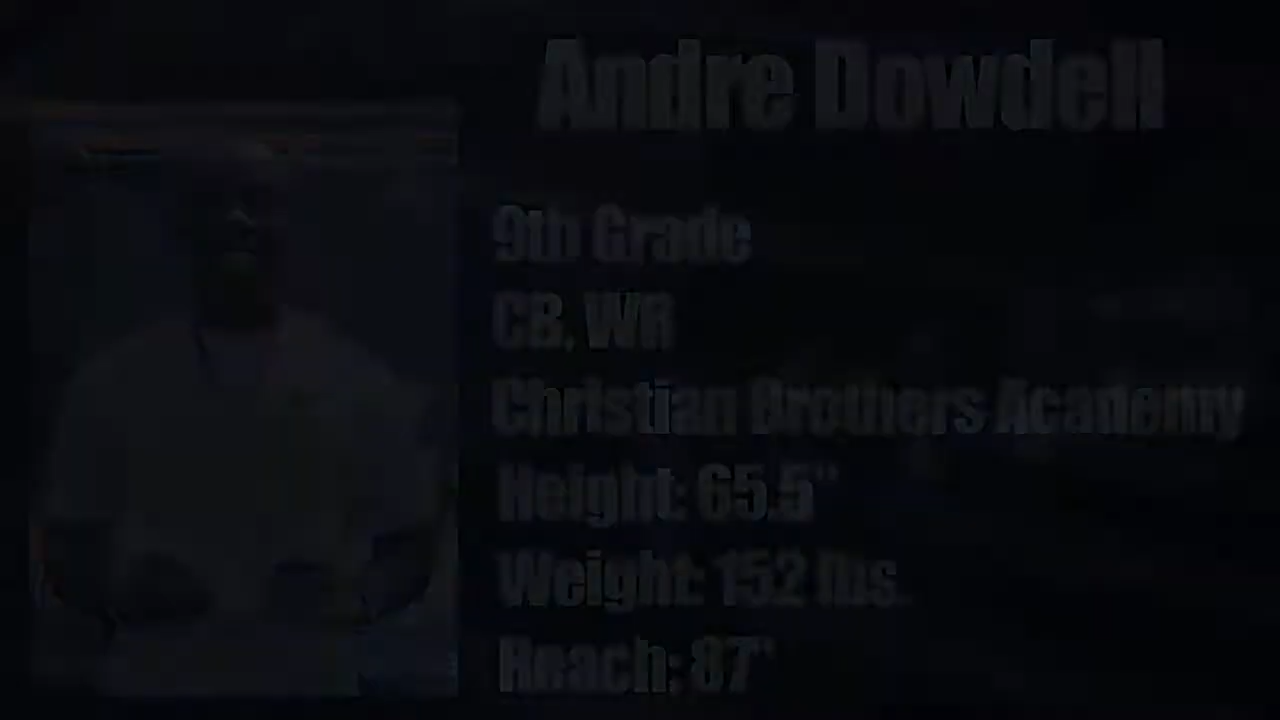 Andre Dowdell
9th Grade
CB, WR
Christian Brothers Academy
Height: 65.5"
Weight: 152 lbs.
Reach: 87"